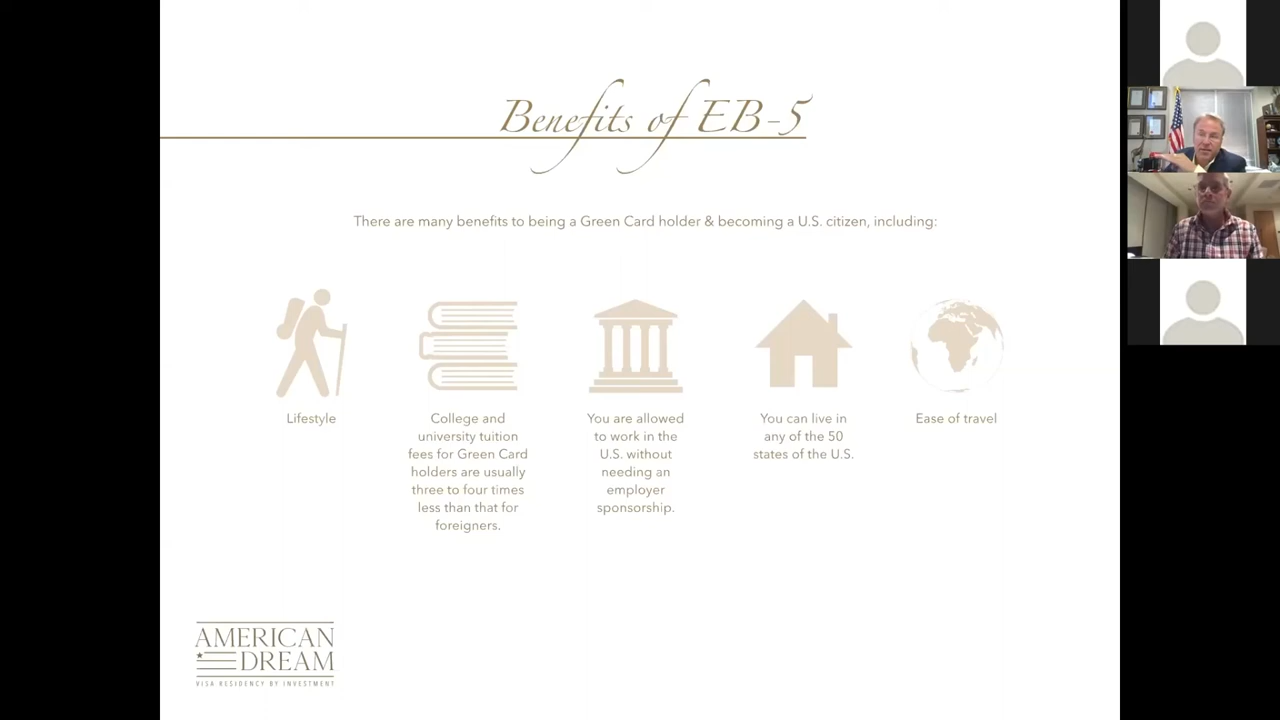 Benefits of EB-5
There are many benefits to being a Green Card holder & becoming a U.S. citizen, including:
Lifestyle
College and
university tuition
fees for Green Card
holders are usually
three to four times
less than that for
foreigners.
You are allowed
to work in the
U.S. without
needing an
employer
sponsorship.
You can live in
any of the 50
states of the U.S.
Ease of travel
AMERICAN
DREAM
VISA RESIDENCY BY INVESTMENT